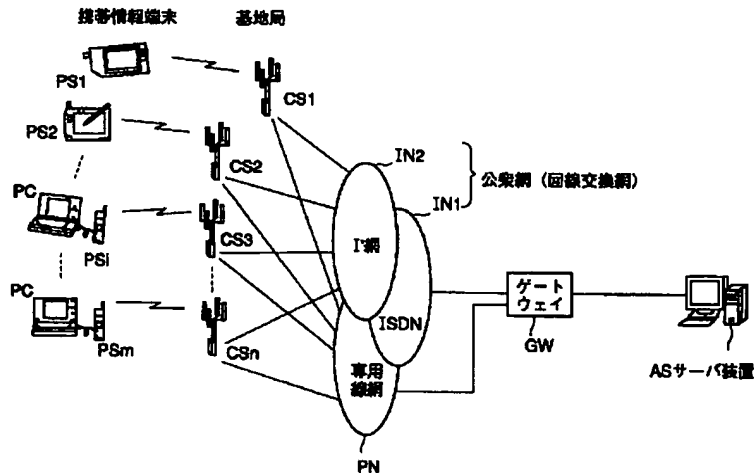 携帯情報端末
基地局
PS1
CS1
PS2
CS2
IN2
公衆網（回線交換網）
IN1
PC
CS3
PSi
I'網
PC
PSm
CSn
ISDN
ゲート
ウェイ
GW
専用
線網
ASサーバ装置
PN